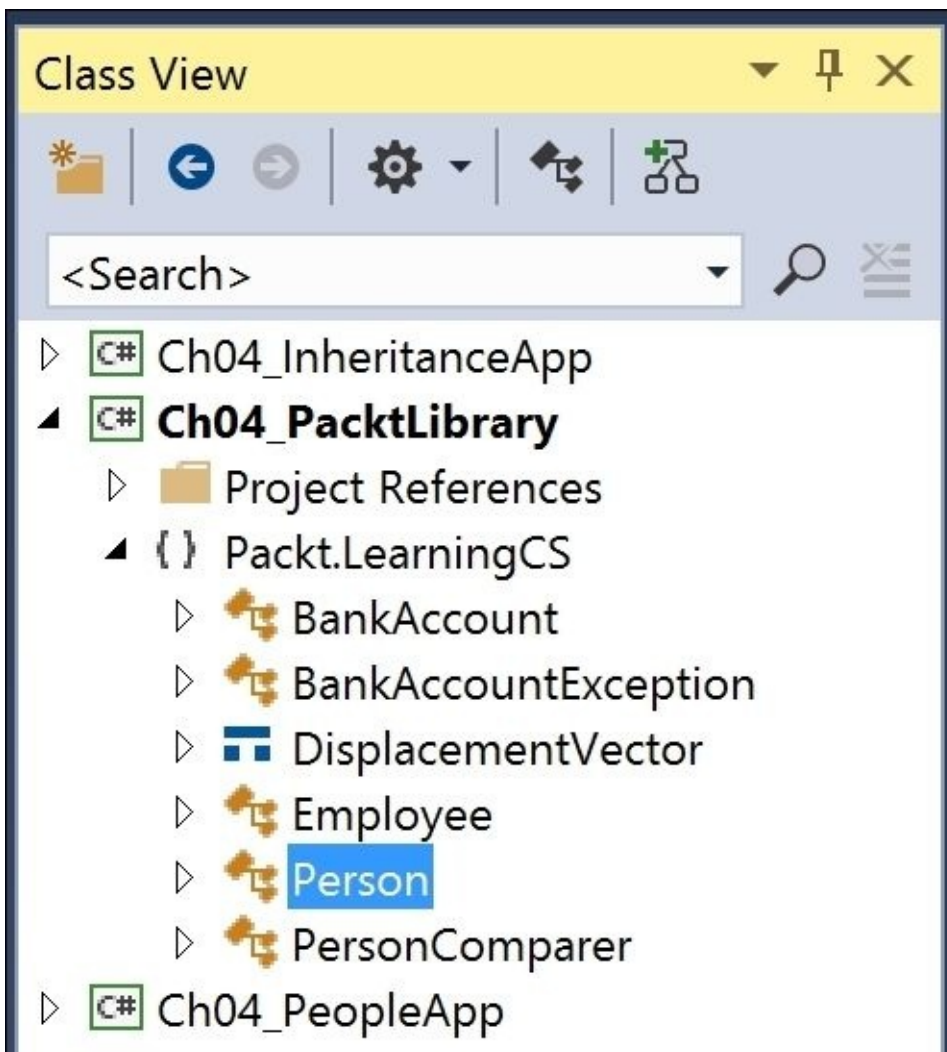 Class View
<Search>
C# Ch04_InheritanceApp
C# Ch04_PacktLibrary
Project References
{ } Packt.LearningCS
BankAccount
BankAccountException
DisplacementVector
Employee
Person
PersonComparer
C# Ch04_PeopleApp